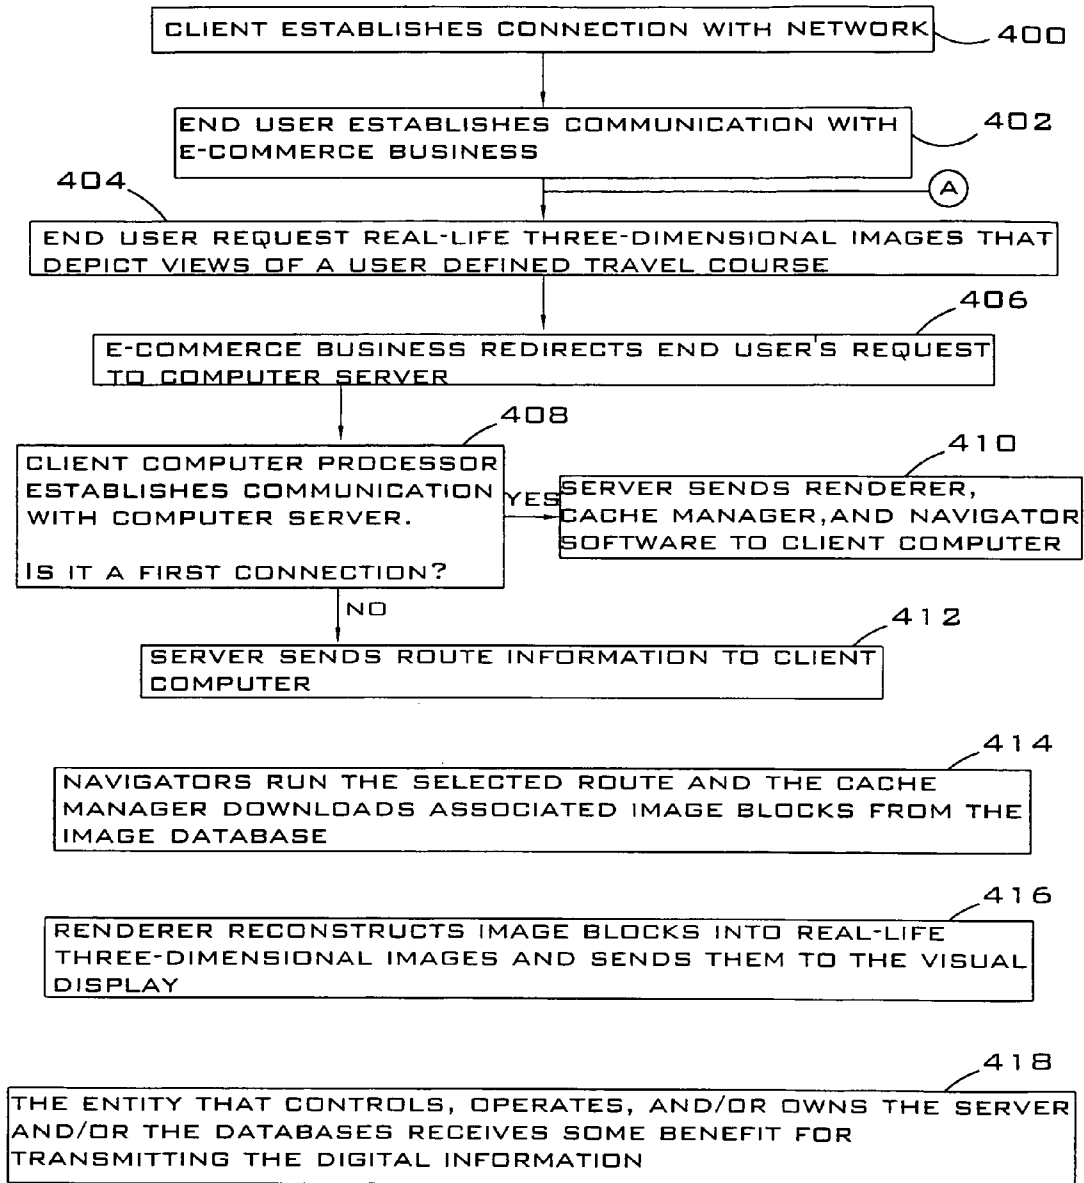 CLIENT ESTABLISHES CONNECTION WITH NETWORK
400
END USER ESTABLISHES COMMUNICATION WITH
E-COMMERCE BUSINESS
402
A
404
END USER REQUEST REAL-LIFE THREE-DIMENSIONAL IMAGES THAT
DEPICT VIEWS OF A USER DEFINED TRAVEL COURSE
406
E-COMMERCE BUSINESS REDIRECTS END USER'S REQUEST
TO COMPUTER SERVER
408
CLIENT COMPUTER PROCESSOR
ESTABLISHES COMMUNICATION
WITH COMPUTER SERVER.
IS IT A FIRST CONNECTION?
YES
410
SERVER SENDS RENDERER,
CACHE MANAGER,AND NAVIGATOR
SOFTWARE TO CLIENT COMPUTER
NO
412
SERVER SENDS ROUTE INFORMATION TO CLIENT
COMPUTER
414
NAVIGATORS RUN THE SELECTED ROUTE AND THE CACHE
MANAGER DOWNLOADS ASSOCIATED IMAGE BLOCKS FROM THE
IMAGE DATABASE
416
RENDERER RECONSTRUCTS IMAGE BLOCKS INTO REAL-LIFE
THREE-DIMENSIONAL IMAGES AND SENDS THEM TO THE VISUAL
DISPLAY
418
THE ENTITY THAT CONTROLS, OPERATES, AND/OR OWNS THE SERVER
AND/OR THE DATABASES RECEIVES SOME BENEFIT FOR
TRANSMITTING THE DIGITAL INFORMATION